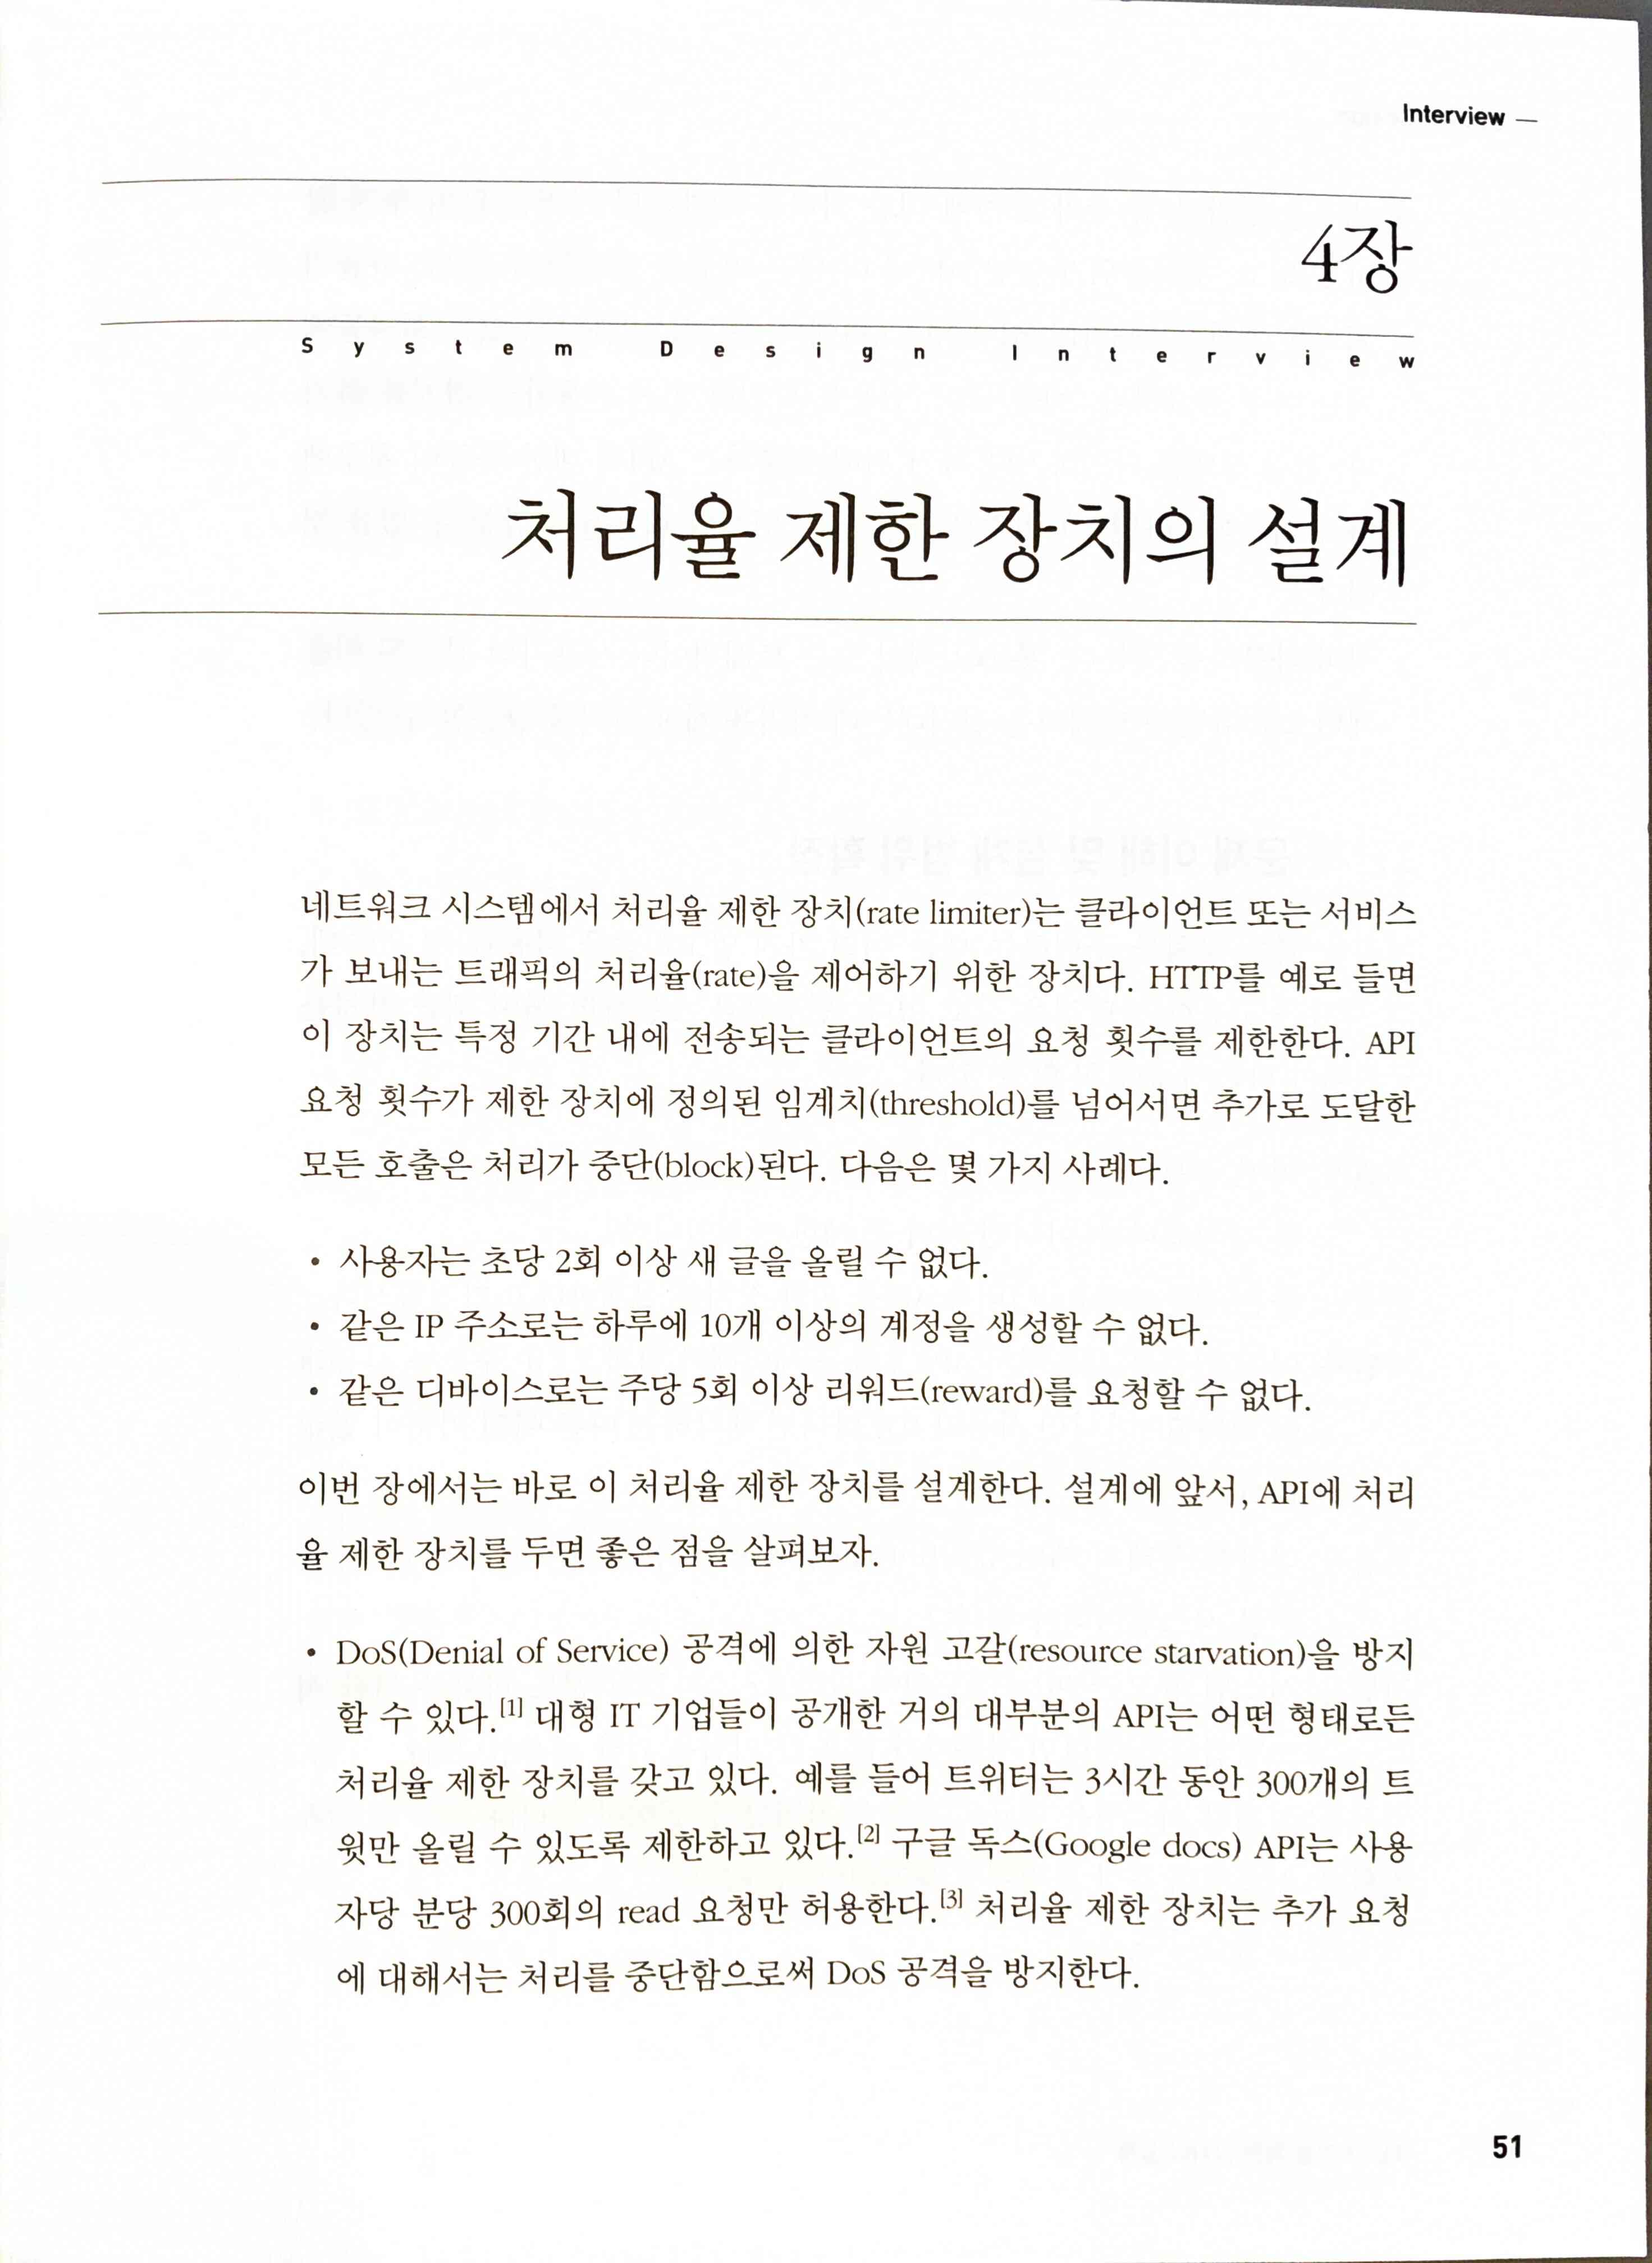 Interview —
4장
System Design Interview
처리율 제한 장치의 설계
네트워크 시스템에서 처리율 제한 장치(rate limiter)는 클라이언트 또는 서비스
가 보내는 트래픽의 처리율(rate)을 제어하기 위한 장치다. HTTP를 예로 들면
이 장치는 특정 기간 내에 전송되는 클라이언트의 요청 횟수를 제한한다. API
요청 횟수가 제한 장치에 정의된 임계치(threshold)를 넘어서면 추가로 도달한
모든 호출은 처리가 중단(block)된다. 다음은 몇 가지 사례다.
• 사용자는 초당 2회 이상 새 글을 올릴 수 없다.
• 같은 IP 주소로는 하루에 10개 이상의 계정을 생성할 수 없다.
• 같은 디바이스로는 주당 5회 이상 리워드(reward)를 요청할 수 없다.
이번 장에서는 바로 이 처리율 제한 장치를 설계한다. 설계에 앞서, API에 처리
율 제한 장치를 두면 좋은 점을 살펴보자.
• DoS(Denial of Service) 공격에 의한 자원 고갈(resource starvation)을 방지
할 수 있다.[1] 대형 IT 기업들이 공개한 거의 대부분의 API는 어떤 형태로든
처리율 제한 장치를 갖고 있다. 예를 들어 트위터는 3시간 동안 300개의 트
윗만 올릴 수 있도록 제한하고 있다.[2] 구글 독스(Google docs) API는 사용
자당 분당 300회의 read 요청만 허용한다.[3] 처리율 제한 장치는 추가 요청
에 대해서는 처리를 중단함으로써 DoS 공격을 방지한다.
51